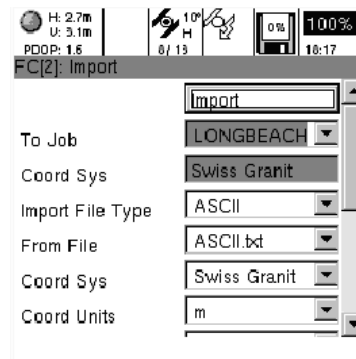 H: 2.7m
U: 3.1m
PDOP: 1.6
10°
H
8/ 13
0%
100%
18:17
FC[2]: Import
Import
To Job LONGBEACH
Coord Sys Swiss Granit
Import File Type ASCII
From File ASCII.txt
Coord Sys Swiss Granit
Coord Units m